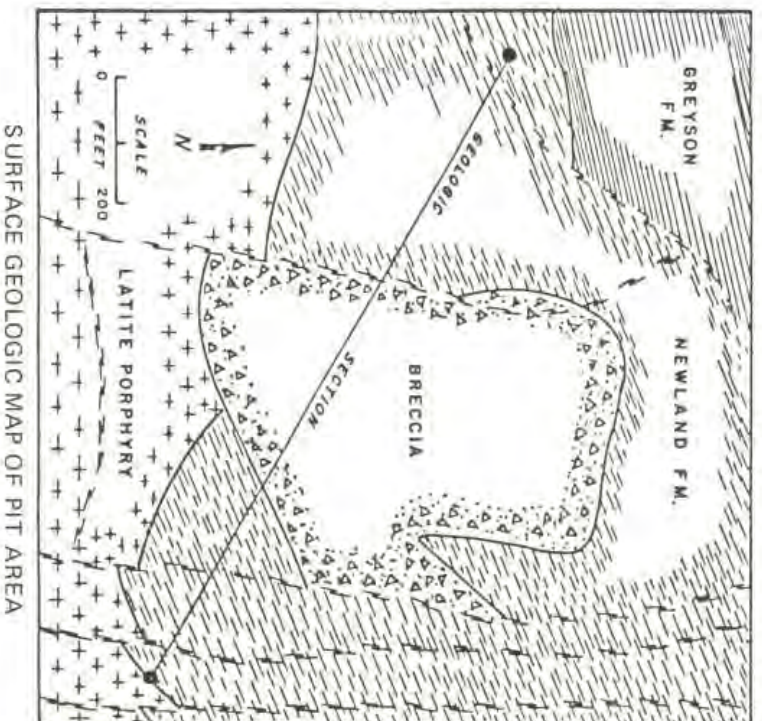 GREYSON
FM.
NEWLAND FM.
GEOLOGIC
SECTION
BRECCIA
LATITE PORPHYRY
N
SCALE
0 200
FEET
SURFACE GEOLOGIC MAP OF PIT AREA